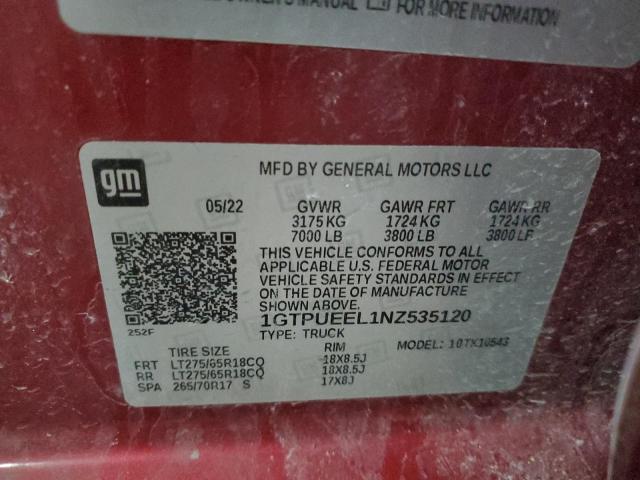 OWNER'S MANUAL FOR MORE INFORMATION
gm
MFD BY GENERAL MOTORS LLC
05/22 GVWR GAWR FRT GAWR RR
3175 KG 1724 KG 1724 KG
7000 LB 3800 LB 3800 LB
THIS VEHICLE CONFORMS TO ALL
APPLICABLE U.S. FEDERAL MOTOR
VEHICLE SAFETY STANDARDS IN EFFECT
ON THE DATE OF MANUFACTURE
SHOWN ABOVE.
252F
1GTPUEEL1NZ535120
TYPE: TRUCK MODEL: 10TK10543
TIRE SIZE RIM
FRT LT275/65R18CQ 18X8.5J
RR LT275/65R18CQ 18X8.5J
SPA 265/70R17 S 17X8J